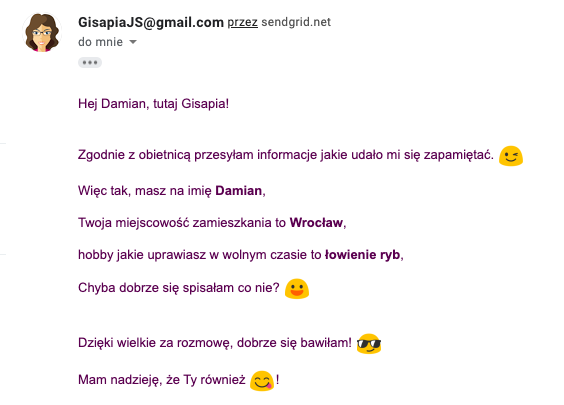 GisapiaJS@gmail.com przez sendgrid.net
do mnie
Hej Damian, tutaj Gisapia!
Zgodnie z obietnicą przesyłam informacje jakie udało mi się zapamiętać. 😉
Więc tak, masz na imię Damian,
Twoja miejscowość zamieszkania to Wrocław,
hobby jakie uprawiasz w wolnym czasie to łowienie ryb,
Chyba dobrze się spisałam co nie? 😃
Dzięki wielkie za rozmowę, dobrze się bawiłam! 😎
Mam nadzieję, że Ty również 😋 !